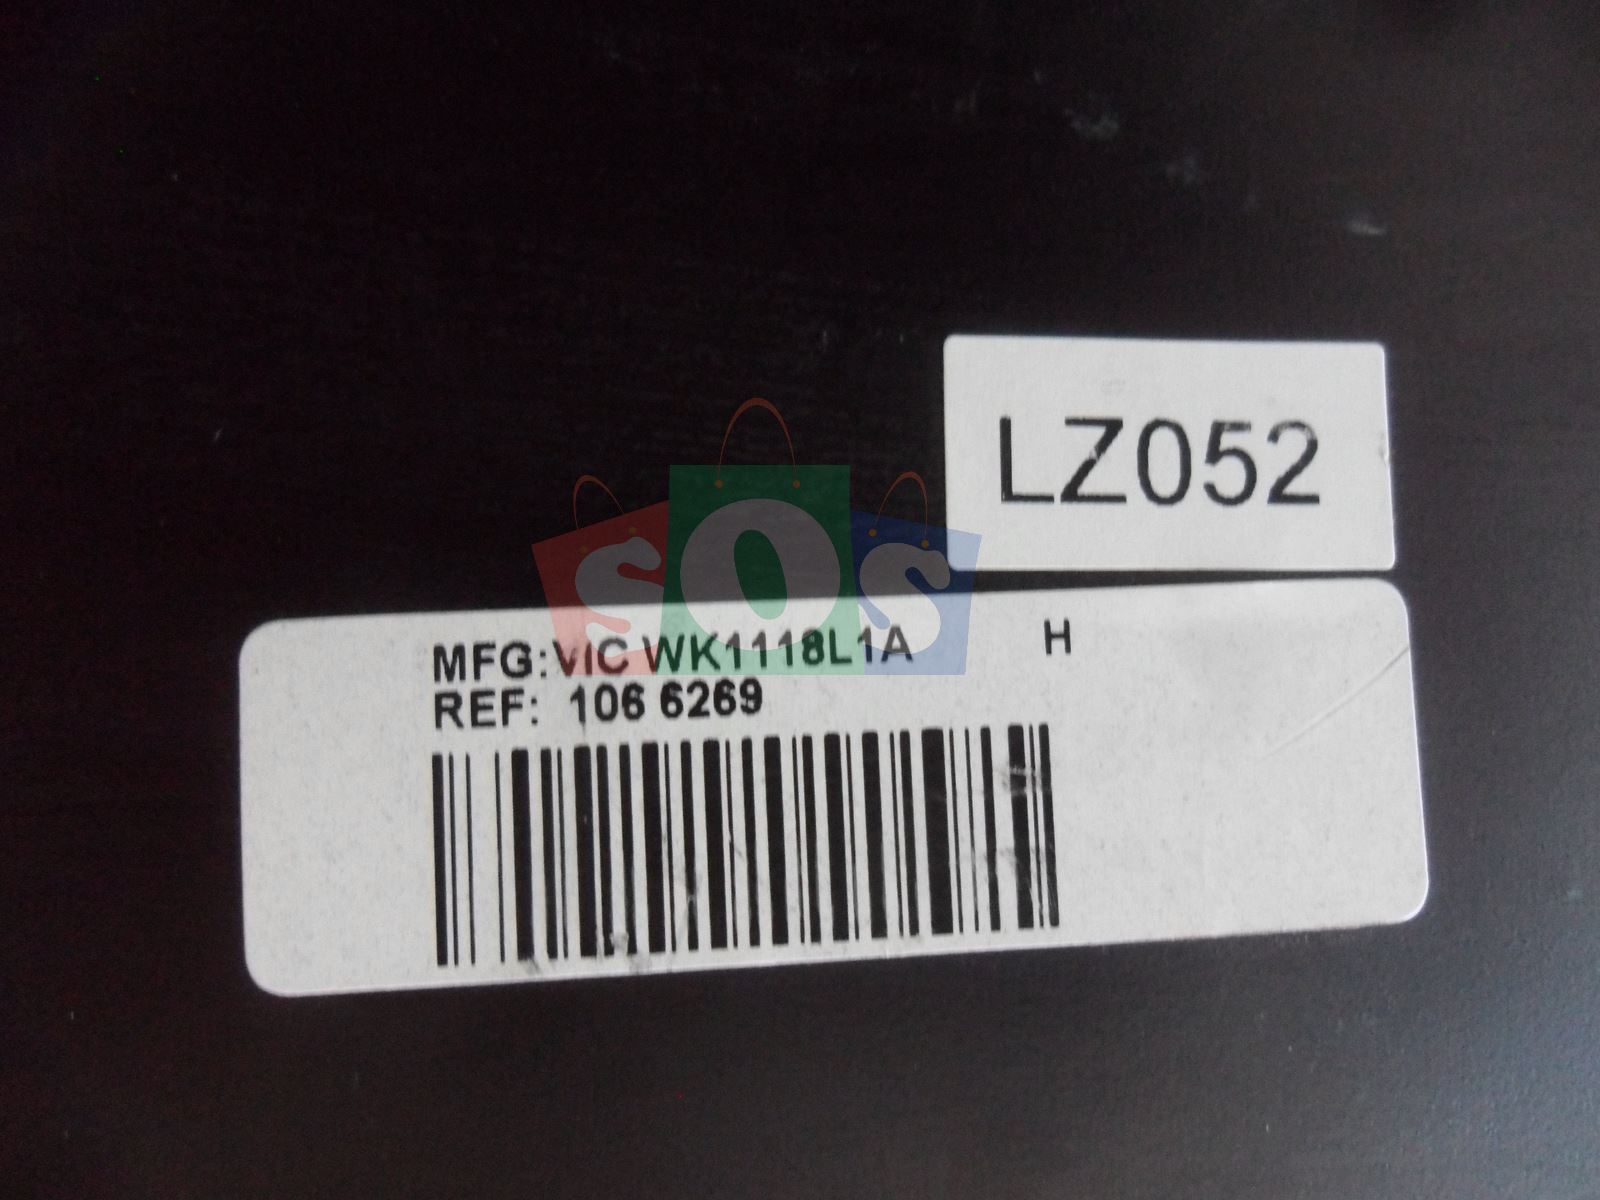 LZ052
SOS
MFG:VIC WK1118L1A H
REF: 106 6269